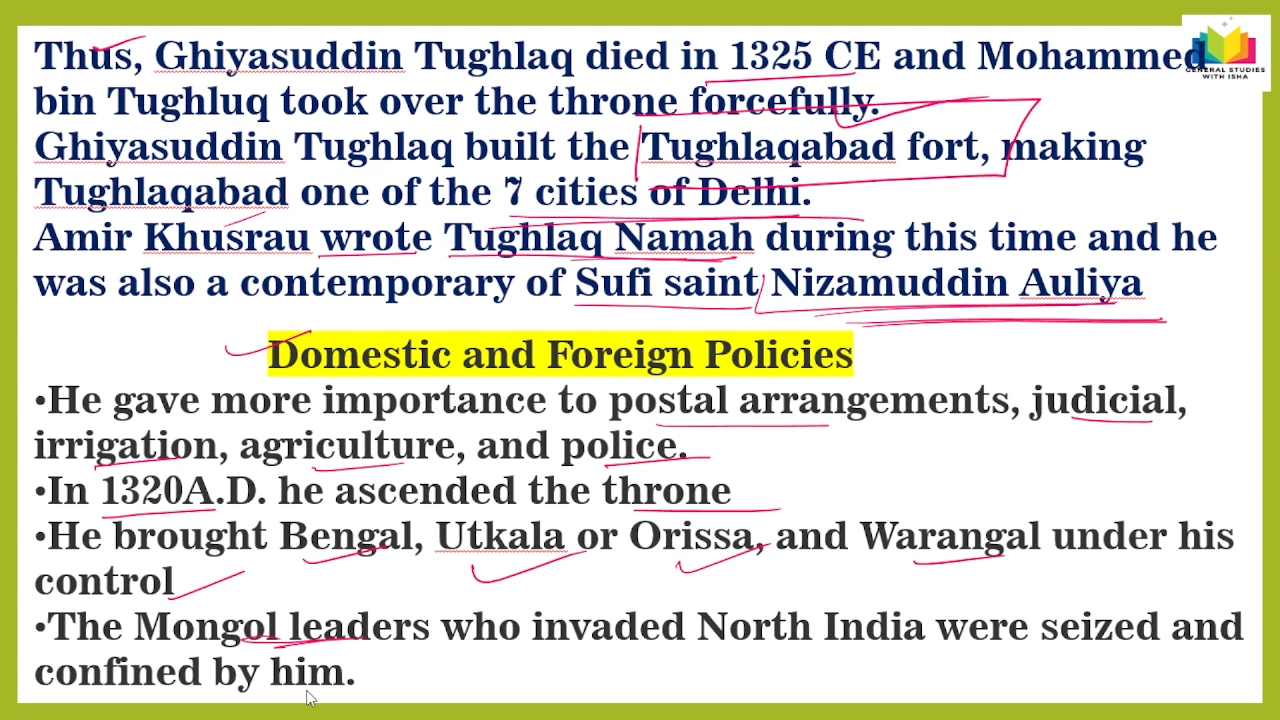 Thus, Ghiyasuddin Tughlaq died in 1325 CE and Mohammed
bin Tughluq took over the throne forcefully.
Ghiyasuddin Tughlaq built the Tughlaqabad fort, making
Tughlaqabad one of the 7 cities of Delhi.
Amir Khusrau wrote Tughlaq Namah during this time and he
was also a contemporary of Sufi saint Nizamuddin Auliya
Domestic and Foreign Policies
•He gave more importance to postal arrangements, judicial,
irrigation, agriculture, and police.
•In 1320A.D. he ascended the throne
•He brought Bengal, Utkala or Orissa, and Warangal under his
control
•The Mongol leaders who invaded North India were seized and
confined by him.
GENERAL STUDIES
WITH ISHA